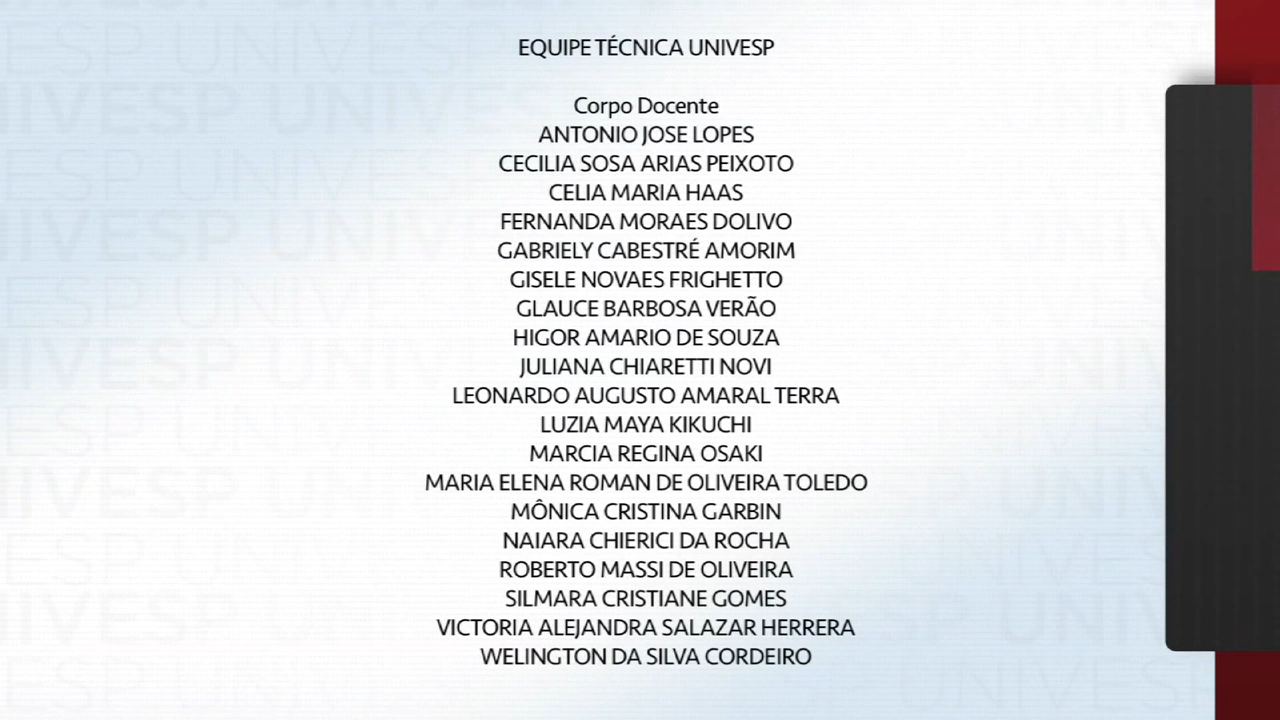 EQUIPE TÉCNICA UNIVESP
Corpo Docente
ANTONIO JOSE LOPES
CECILIA SOSA ARIAS PEIXOTO
CELIA MARIA HAAS
FERNANDA MORAES DOLIVO
GABRIELY CABESTRÉ AMORIM
GISELE NOVAES FRIGHETTO
GLAUCE BARBOSA VERÃO
HIGOR AMARIO DE SOUZA
JULIANA CHIARETTI NOVI
LEONARDO AUGUSTO AMARAL TERRA
LUZIA MAYA KIKUCHI
MARCIA REGINA OSAKI
MARIA ELENA ROMAN DE OLIVEIRA TOLEDO
MÔNICA CRISTINA GARBIN
NAIARA CHIERICI DA ROCHA
ROBERTO MASSI DE OLIVEIRA
SILMARA CRISTIANE GOMES
VICTORIA ALEJANDRA SALAZAR HERRERA
WELINGTON DA SILVA CORDEIRO